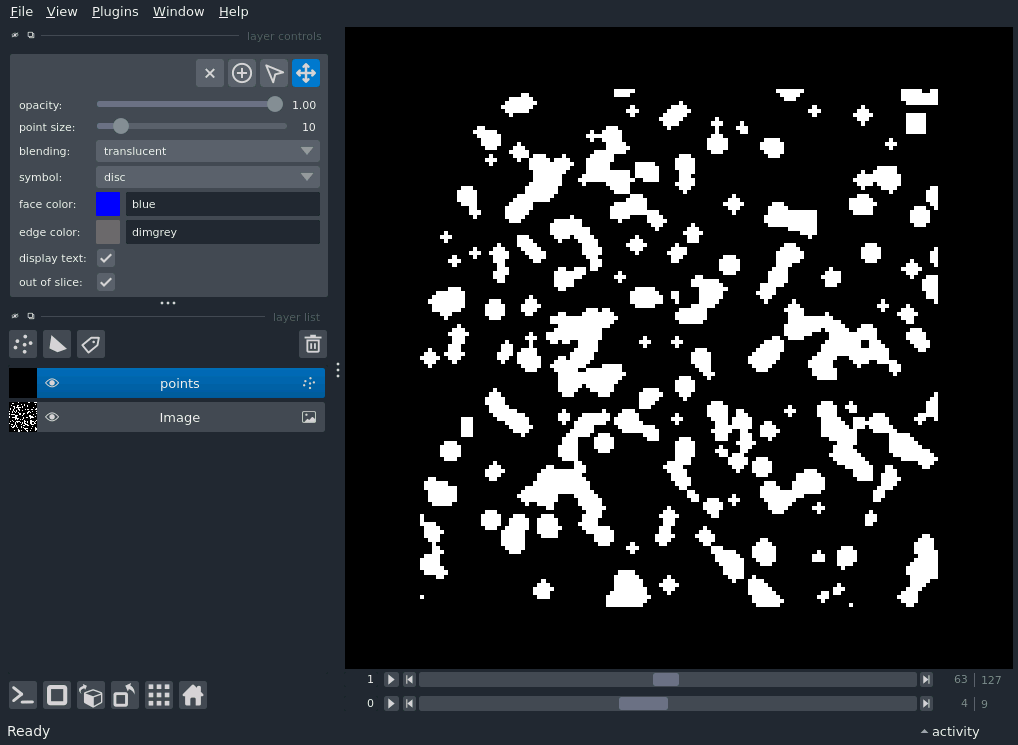 File View Plugins Window Help
layer controls
opacity: 1.00
point size: 10
blending: translucent
symbol: disc
face color: blue
edge color: dimgrey
display text:
out of slice:
layer list
points
Image
1 63 127
0 4 9
Ready activity